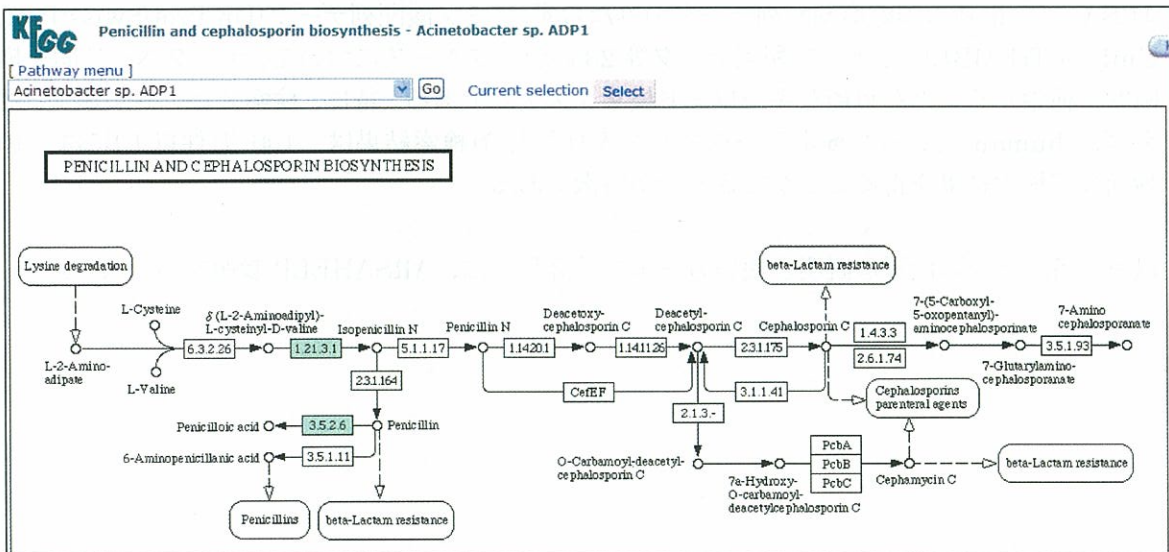 KEGG
Penicillin and cephalosporin biosynthesis - Acinetobacter sp. ADP1
[ Pathway menu ]
Acinetobacter sp. ADP1
Go
Current selection
Select
PENICILLIN AND CEPHALOSPORIN BIOSYNTHESIS
Lysine degradation
beta-Lactam resistance
L-Cysteine
δ (L-2-Aminoadipyl)-
L-cysteinyl-D-valine
Isopenicillin N
Penicillin N
Deacetoxy-
cephalosporin C
Deacetyl-
cephalosporin C
Cephalosporin C
7-(5-Carboxyl-
5-oxopentanyl)-
aminocephalosporinate
7-Amino
cephalosporanate
6.3.2.26
1.21.3.1
5.1.1.17
1.14.20.1
1.14.11.26
2.3.1.175
1.4.3.3
2.6.1.74
3.5.1.93
L-2-Amino-
adipate
L-Valine
2.3.1.164
CefEF
3.1.1.41
7-Glutarylamino-
cephalosporanate
2.1.3.-
Cephalosporins
parenteral agents
Penicilloic acid
3.5.2.6
Penicillin
6-Aminopenicillanic acid
3.5.1.11
O-Carbamoyl-deacetyl-
cephalosporin C
7a-Hydroxy-
O-carbamoyl-
deacetylcephalosporin C
PcbA
PcbB
PcbC
Cephamycin C
beta-Lactam resistance
Penicillins
beta-Lactam resistance